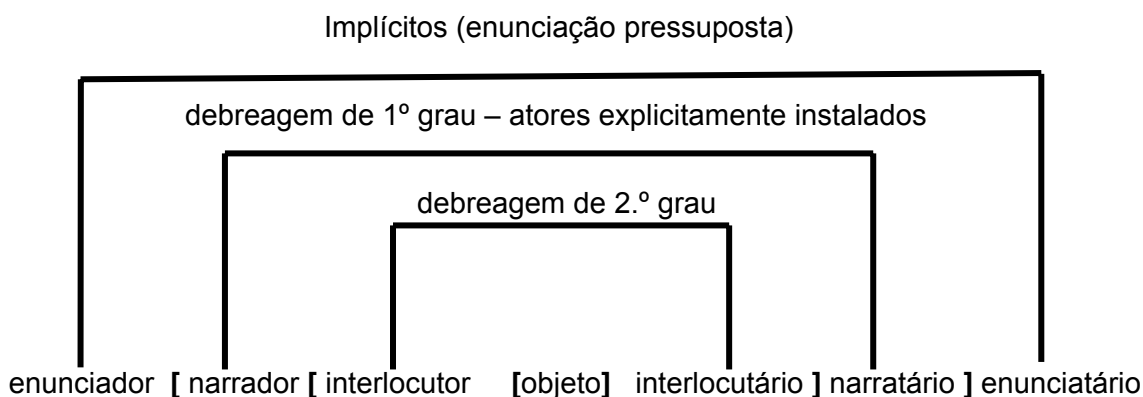 Implícitos (enunciação pressuposta)
debreagem de 1º grau – atores explicitamente instalados
debreagem de 2.º grau
enunciador [ narrador [ interlocutor [objeto] interlocutário ] narratário ] enunciatário